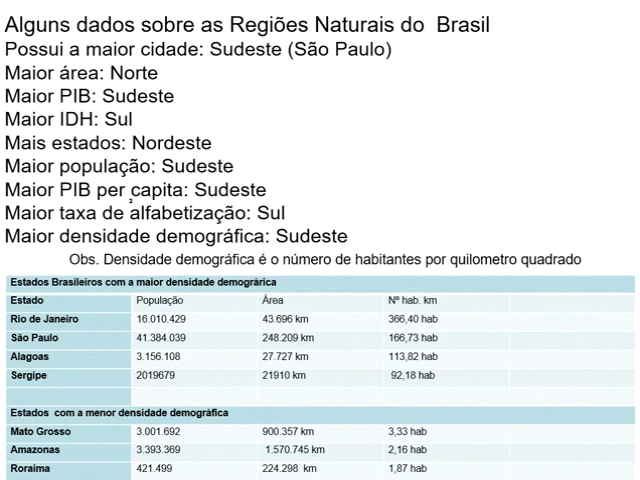 Alguns dados sobre as Regiões Naturais do Brasil
Possui a maior cidade: Sudeste (São Paulo)
Maior área: Norte
Maior PIB: Sudeste
Maior IDH: Sul
Mais estados: Nordeste
Maior população: Sudeste
Maior PIB per capita: Sudeste
2
Maior taxa de alfabetização: Sul
Maior densidade demográfica: Sudeste
Obs. Densidade demográfica é o número de habitantes por quilometro quadrado
Estados Brasileiros com a maior densidade demográrica
Estado População Área Nº hab. km
Rio de Janeiro 16.010.429 43.696 km 366,40 hab
São Paulo 41.384.039 248.209 km 166,73 hab
Alagoas 3.156.108 27.727 km 113,82 hab
Sergipe 2019679 21910 km 92,18 hab
Estados com a menor densidade demográfica
Mato Grosso 3.001.692 900.357 km 3,33 hab
Amazonas 3.393.369 1.570.745 km 2,16 hab
Roraima 421.499 224.298 km 1,87 hab